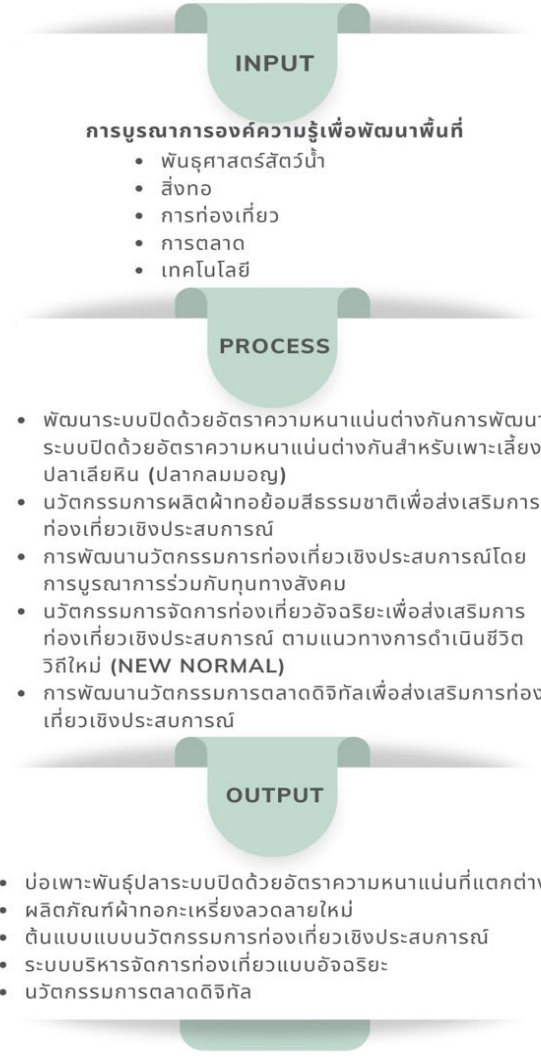 INPUT
การบูรณาการองค์ความรู้เพื่อพัฒนาพื้นที่
• พันธุศาสตร์สัตว์น้ำ
• สิ่งทอ
• การท่องเที่ยว
• การตลาด
• เทคโนโลยี
PROCESS
• พัฒนาระบบปิดด้วยอัตราความหนาแน่นต่างกันการพัฒนา
ระบบปิดด้วยอัตราความหนาแน่นต่างกันสำหรับเพาะเลี้ยง
ปลาเลียหิน (ปลากลมมอญ)
• นวัตกรรมการผลิตผ้าทอย้อมสีธรรมชาติเพื่อส่งเสริมการ
ท่องเที่ยวเชิงประสบการณ์
• การพัฒนานวัตกรรมการท่องเที่ยวเชิงประสบการณ์โดย
การบูรณาการร่วมกับทุนทางสังคม
• นวัตกรรมการจัดการท่องเที่ยวอัจฉริยะเพื่อส่งเสริมการ
ท่องเที่ยวเชิงประสบการณ์ ตามแนวทางการดำเนินชีวิต
วิถีใหม่ (NEW NORMAL)
• การพัฒนานวัตกรรมการตลาดดิจิทัลเพื่อส่งเสริมการท่อง
เที่ยวเชิงประสบการณ์
OUTPUT
• บ่อเพาะพันธุ์ปลาระบบปิดด้วยอัตราความหนาแน่นที่แตกต่าง
• ผลิตภัณฑ์ผ้าทอกะเหรี่ยงลวดลายใหม่
• ต้นแบบแบบนวัตกรรมการท่องเที่ยวเชิงประสบการณ์
• ระบบบริหารจัดการท่องเที่ยวแบบอัจฉริยะ
• นวัตกรรมการตลาดดิจิทัล